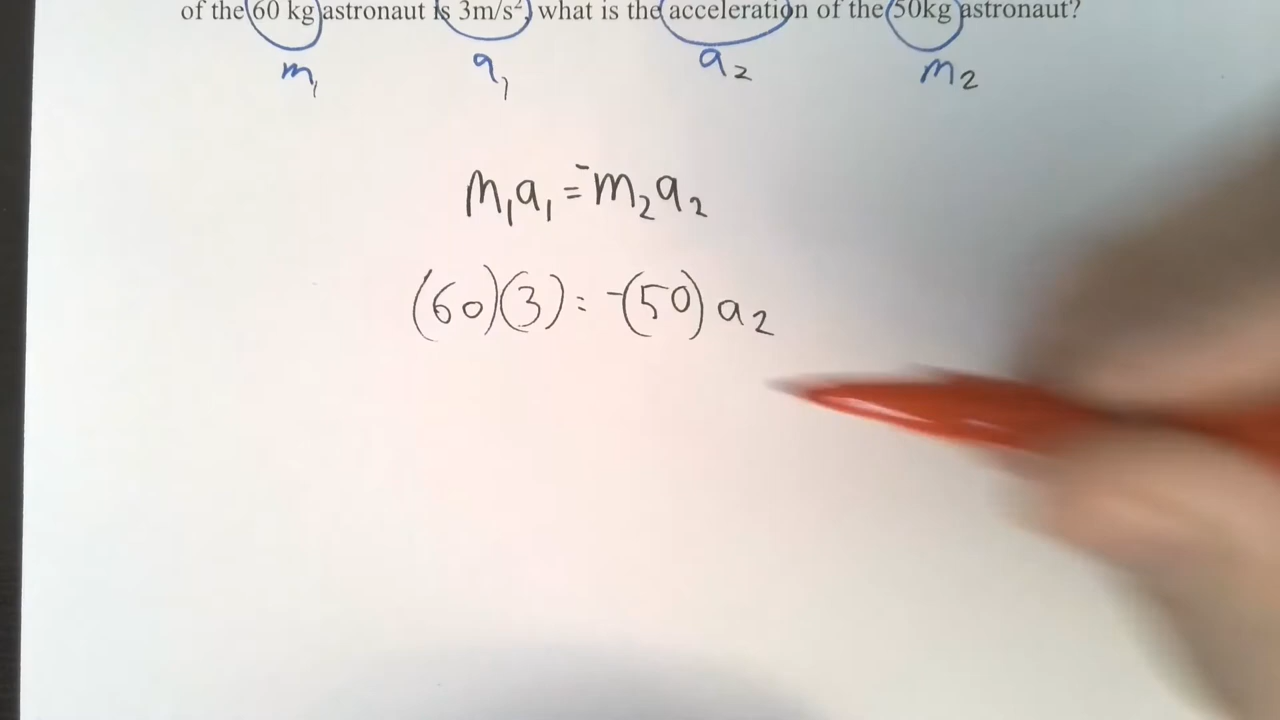 of the 60 kg astronaut is 3m/s², what is the acceleration of the 50kg astronaut?
m₁ a₁ a₂ m₂
m₁a₁ = -m₂a₂
(60)(3) = -(50) a₂